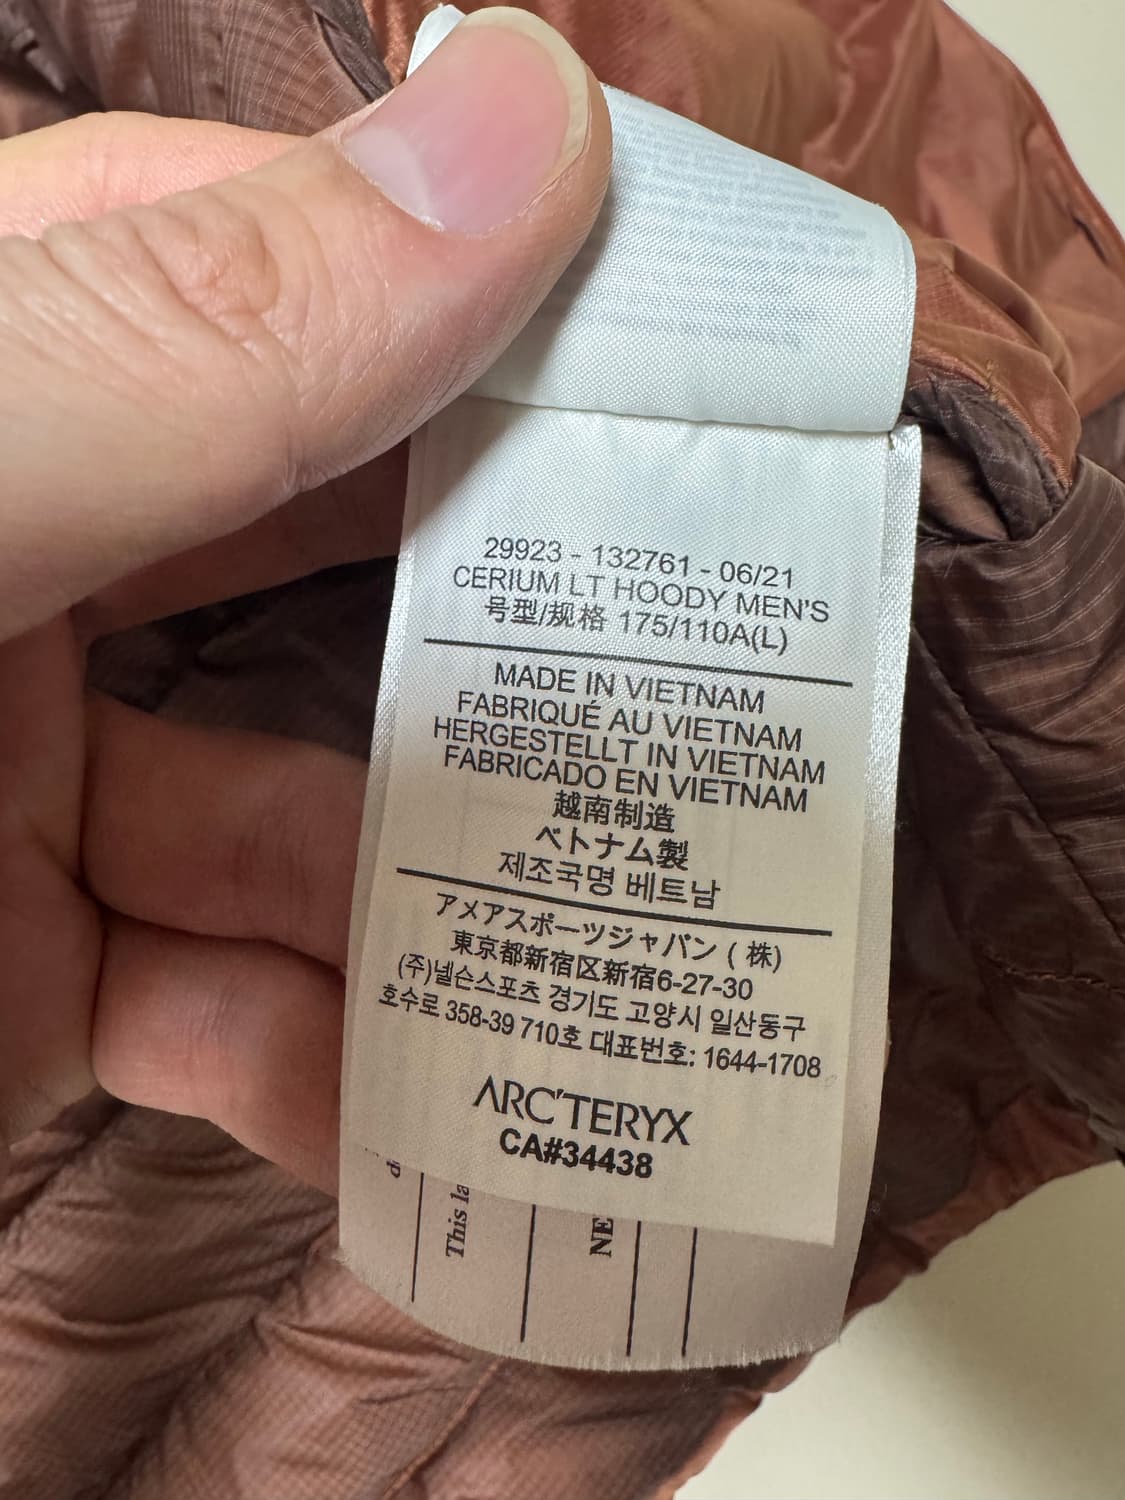 29923 - 132761 - 06/21
CERIUM LT HOODY MEN'S
号型/规格 175/110A(L)
MADE IN VIETNAM
FABRIQUÉ AU VIETNAM
HERGESTELLT IN VIETNAM
FABRICADO EN VIETNAM
越南制造
ベトナム製
제조국명 베트남
アメアスポーツジャパン ( 株)
東京都新宿区新宿6-27-30
(주)넬슨스포츠 경기도 고양시 일산동구
호수로 358-39 710호 대표번호: 1644-1708
ARC'TERYX
CA#34438
This